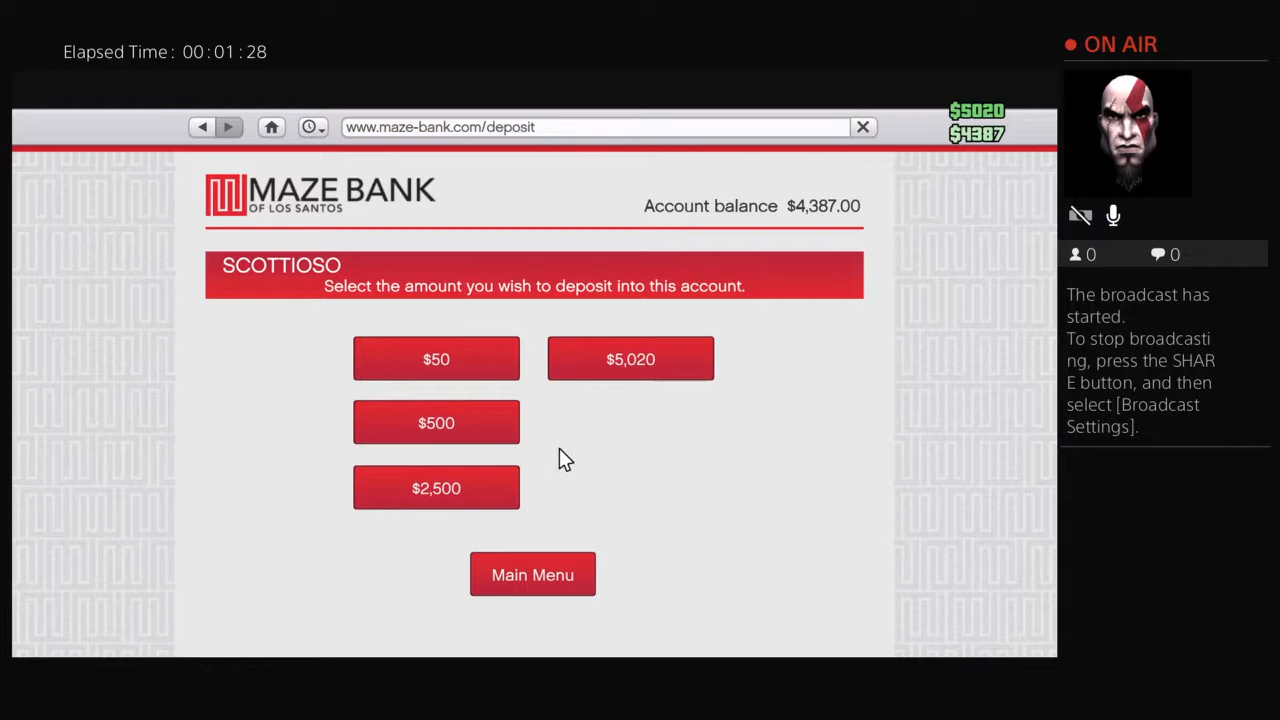 Elapsed Time: 00:01:28
ON AIR
www.maze-bank.com/deposit
$5020
$4387
MAZE BANK
OF LOS SANTOS
Account balance $4,387.00
SCOTTIOSO
Select the amount you wish to deposit into this account.
$50
$5,020
$500
$2,500
Main Menu
0
0
The broadcast has
started.
To stop broadcasti
ng, press the SHAR
E button, and then
select [Broadcast
Settings].